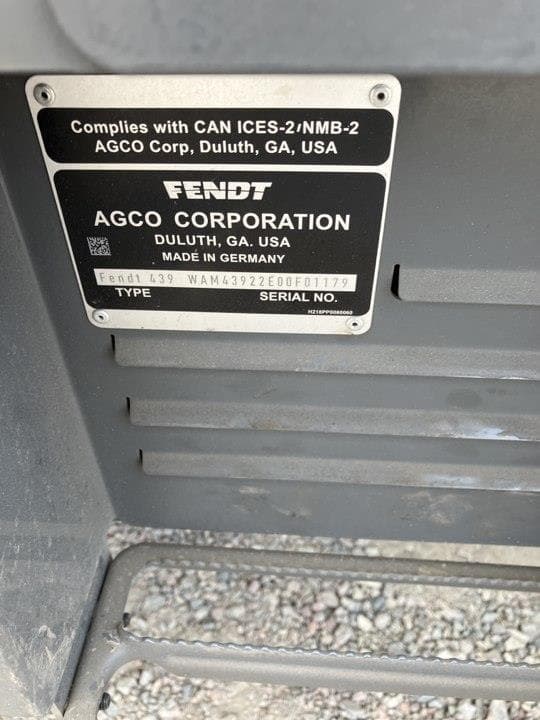 Complies with CAN ICES-2/NMB-2
AGCO Corp, Duluth, GA, USA
FENDT
AGCO CORPORATION
DULUTH, GA. USA
MADE IN GERMANY
Fendt 439 WAM43922E00F01179
TYPE SERIAL NO.
H216PP0060060